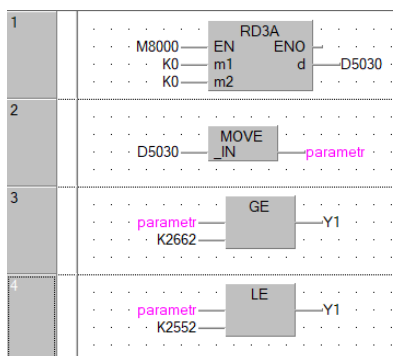 1
RD3A
M8000 EN ENO
K0 m1 d D5030
K0 m2
2
MOVE
D5030 _IN parametr
3
GE
parametr Y1
K2662
4
LE
parametr Y1
K2552